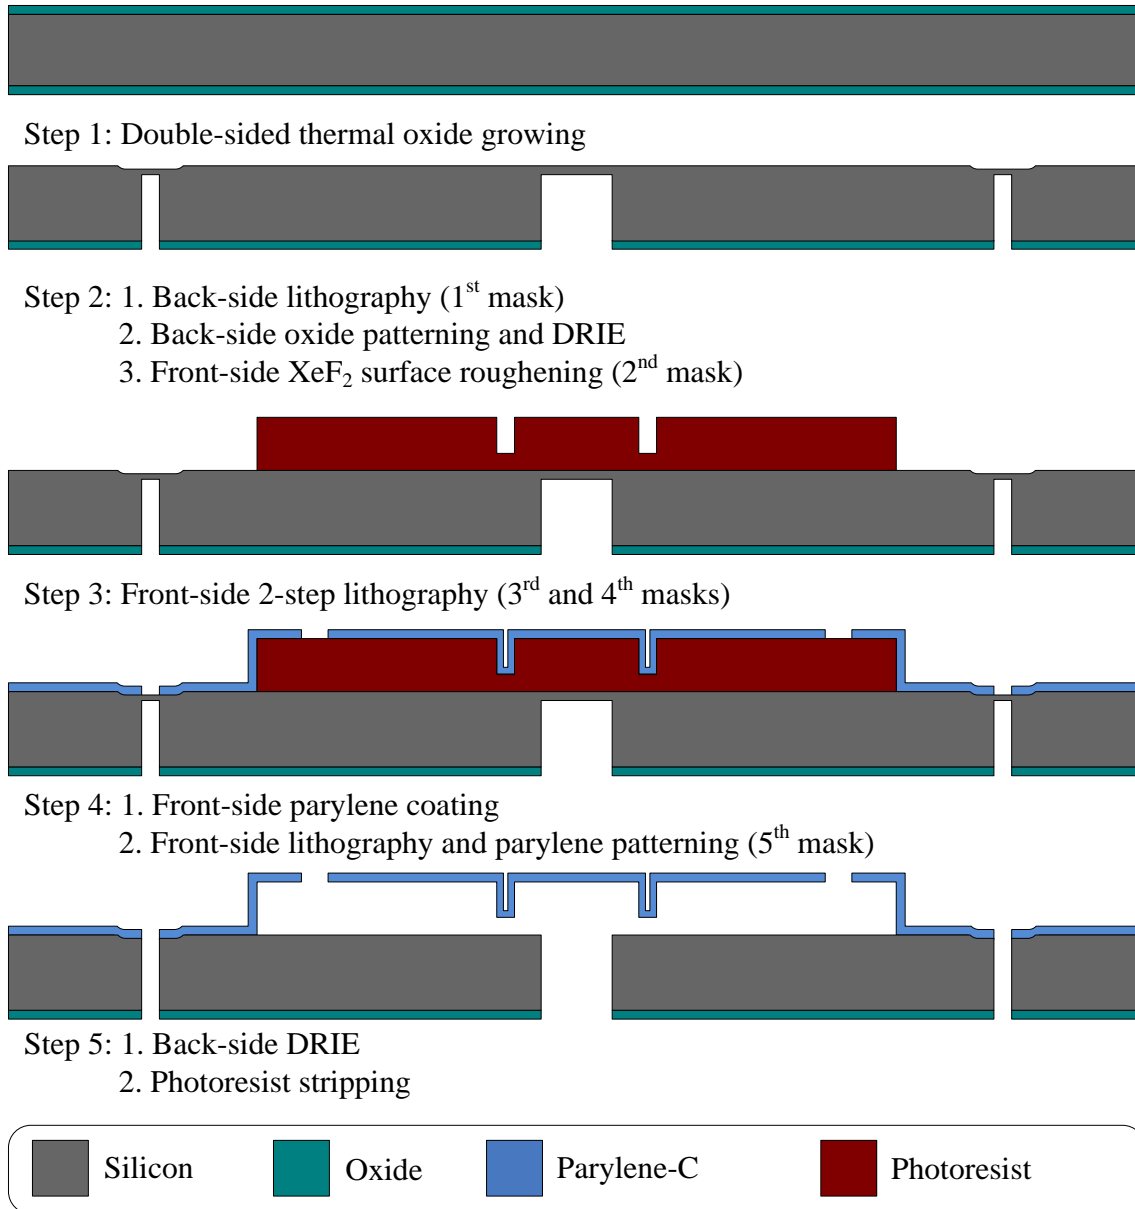 Step 1: Double-sided thermal oxide growing
Step 2: 1. Back-side lithography (1st mask)
2. Back-side oxide patterning and DRIE
3. Front-side XeF2 surface roughening (2nd mask)
Step 3: Front-side 2-step lithography (3rd and 4th masks)
Step 4: 1. Front-side parylene coating
2. Front-side lithography and parylene patterning (5th mask)
Step 5: 1. Back-side DRIE
2. Photoresist stripping
Silicon Oxide Parylene-C Photoresist